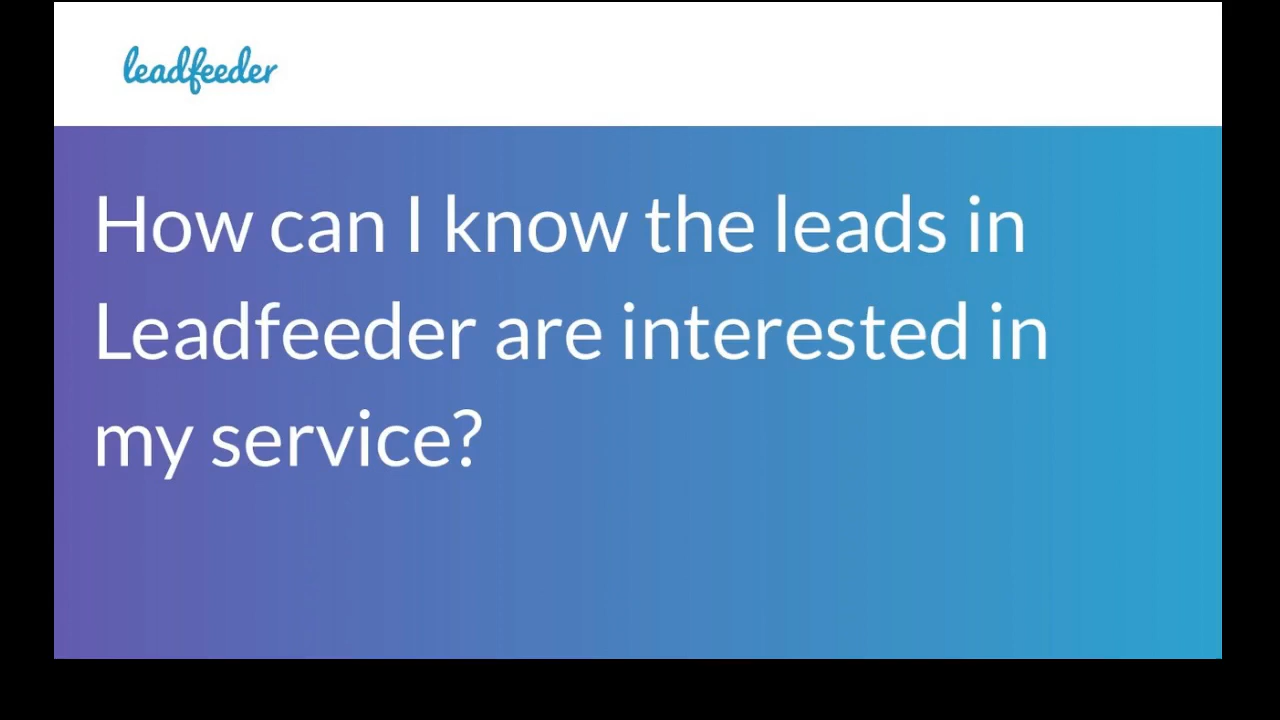 leadfeeder
How can I know the leads in
Leadfeeder are interested in
my service?